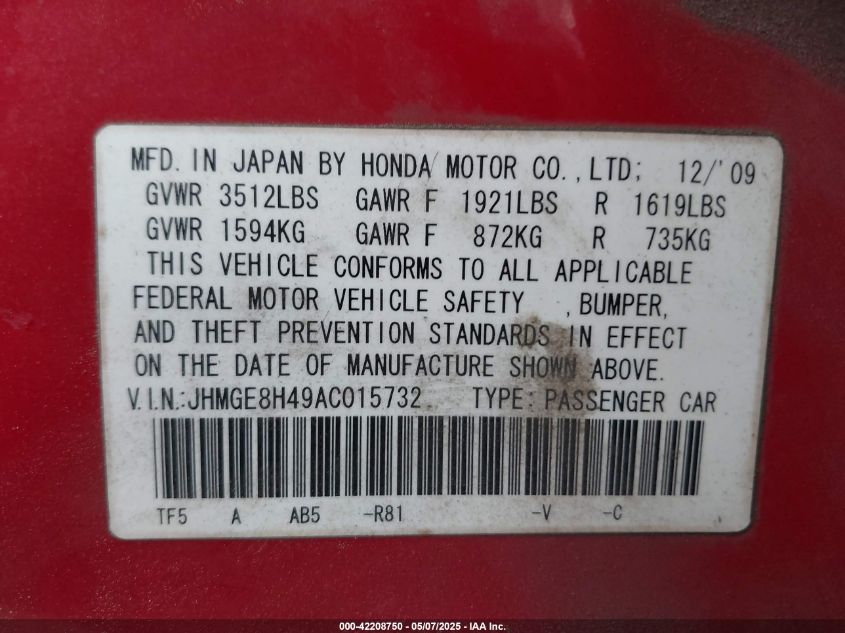 MFD. IN JAPAN BY HONDA MOTOR CO., LTD; 12/'09
GVWR 3512LBS GAWR F 1921LBS R 1619LBS
GVWR 1594KG GAWR F 872KG R 735KG
THIS VEHICLE CONFORMS TO ALL APPLICABLE
FEDERAL MOTOR VEHICLE SAFETY , BUMPER,
AND THEFT PREVENTION STANDARDS IN EFFECT
ON THE DATE OF MANUFACTURE SHOWN ABOVE.
V.I.N.:JHMGE8H49AC015732 TYPE: PASSENGER CAR
TF5 A AB5 -R81 -V -C
000-42208750 — 05/07/2025 — IAA Inc.